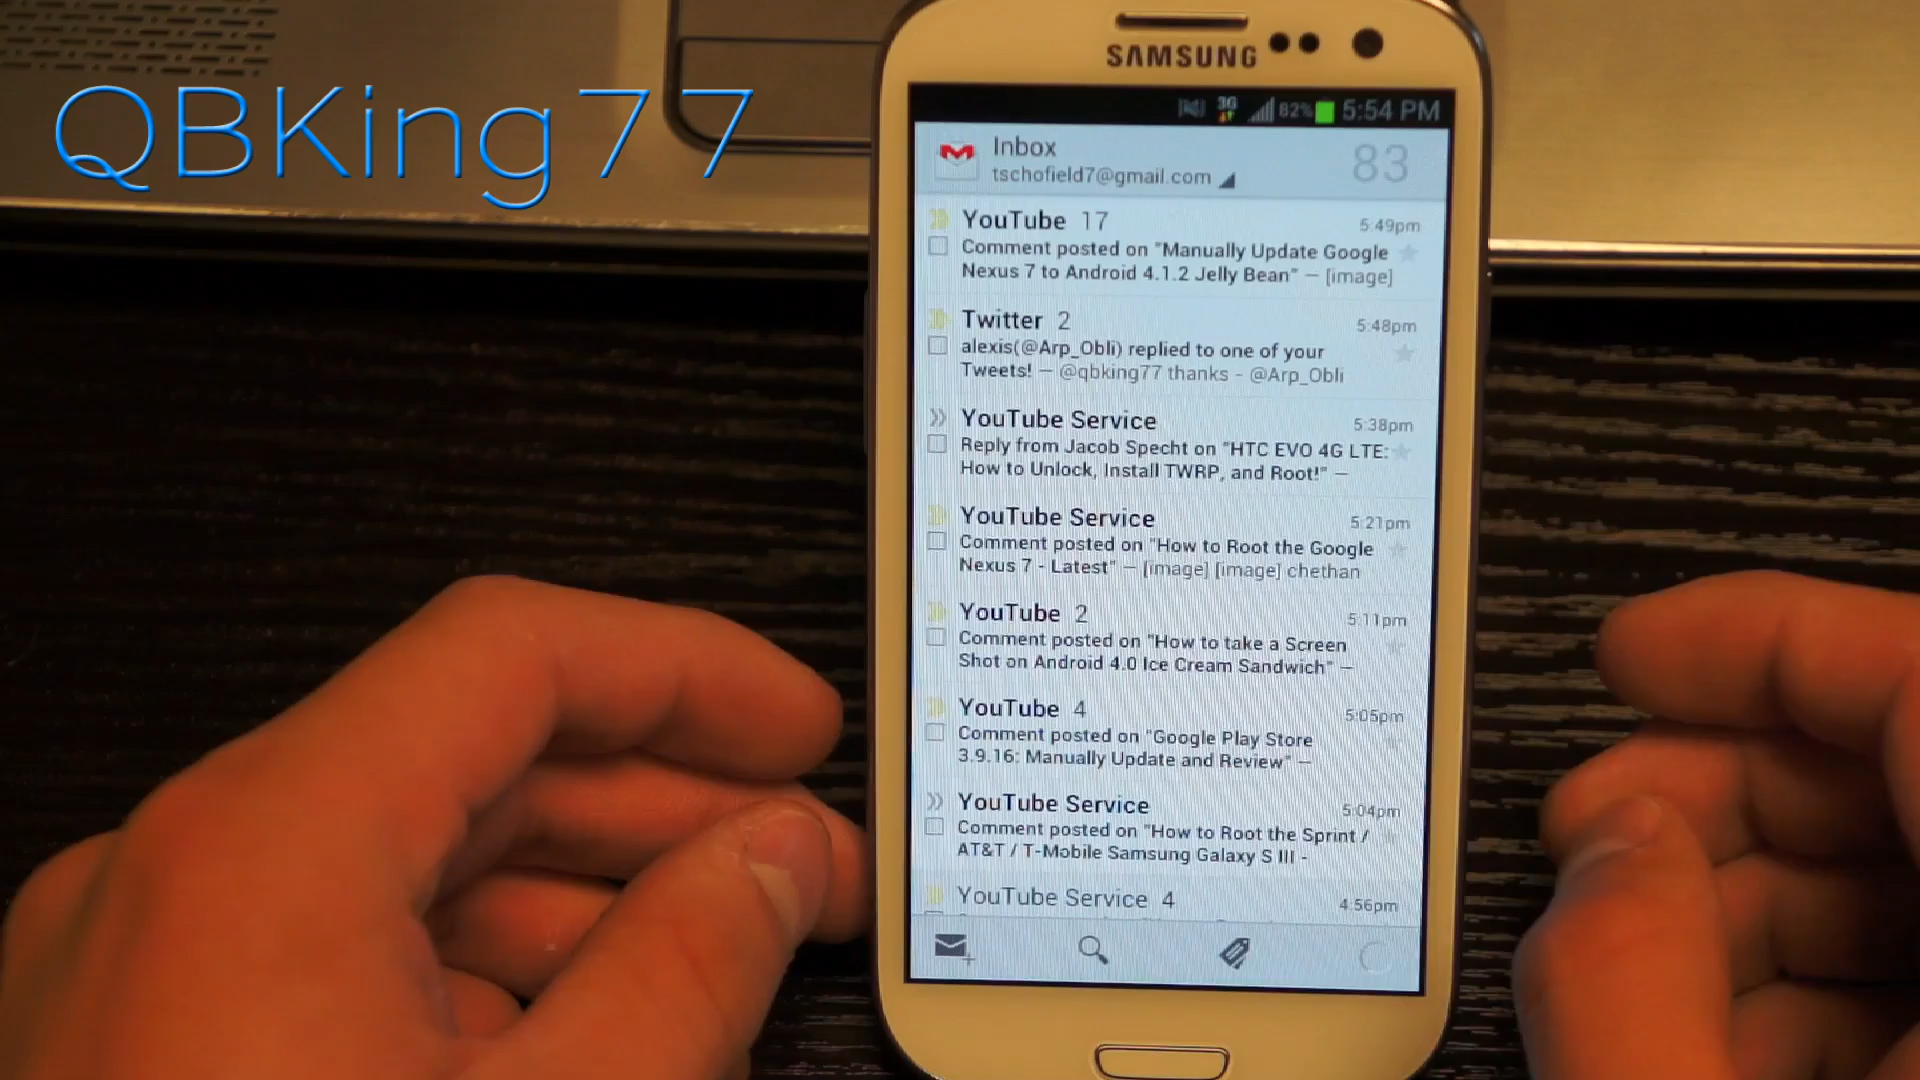 QBKing77
SAMSUNG
3G 82% 5:54 PM
Inbox
tschofield7@gmail.com
83
YouTube 17 5:49pm
Comment posted on "Manually Update Google
Nexus 7 to Android 4.1.2 Jelly Bean" – [image]
Twitter 2 5:48pm
alexis(@Arp_Obli) replied to one of your
Tweets! – @qbking77 thanks - @Arp_Obli
YouTube Service 5:38pm
Reply from Jacob Specht on "HTC EVO 4G LTE:
How to Unlock, Install TWRP, and Root!" –
YouTube Service 5:21pm
Comment posted on "How to Root the Google
Nexus 7 - Latest" – [image] [image] chethan
YouTube 2 5:11pm
Comment posted on "How to take a Screen
Shot on Android 4.0 Ice Cream Sandwich" –
YouTube 4 5:05pm
Comment posted on "Google Play Store
3.9.16: Manually Update and Review" –
YouTube Service 5:04pm
Comment posted on "How to Root the Sprint /
AT&T / T-Mobile Samsung Galaxy S III -
YouTube Service 4 4:56pm